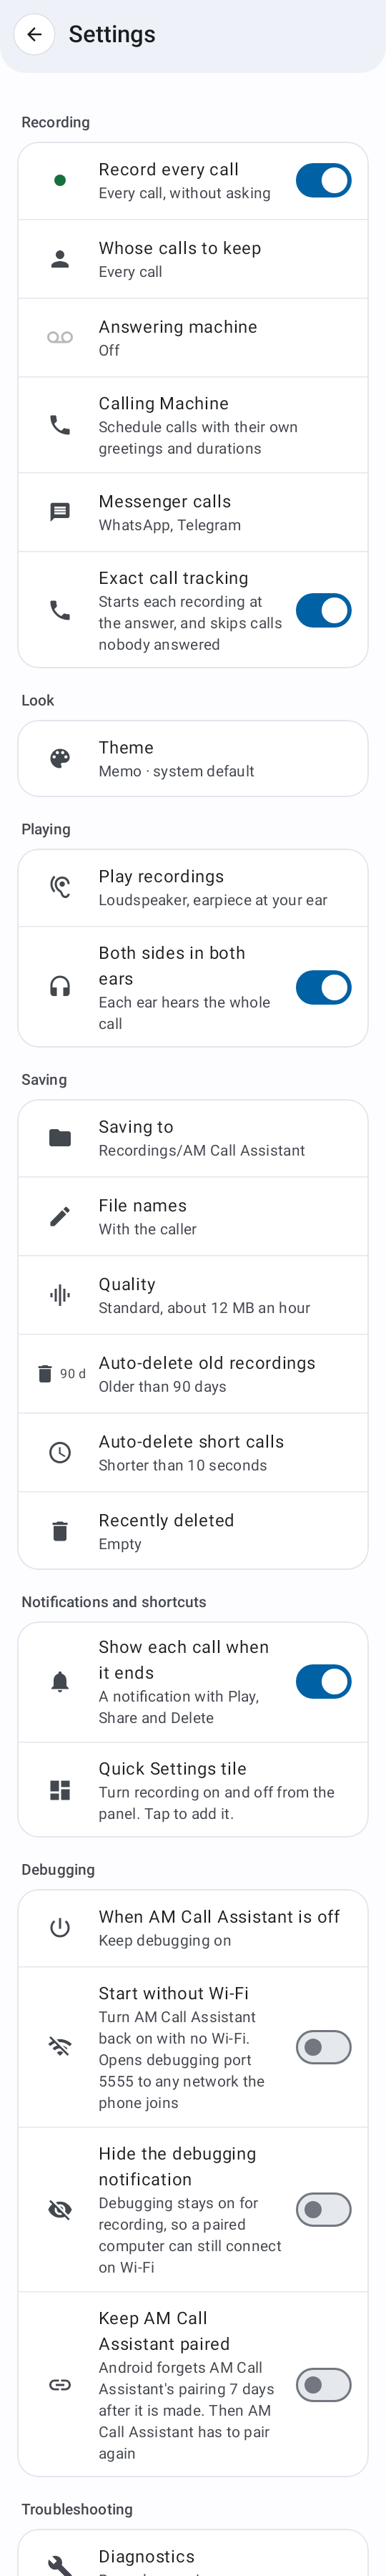 Settings
Recording
Record every call
Every call, without asking
Whose calls to keep
Every call
Answering machine
Off
Calling Machine
Schedule calls with their own
greetings and durations
Messenger calls
WhatsApp, Telegram
Exact call tracking
Starts each recording at
the answer, and skips calls
nobody answered
Look
Theme
Memo · system default
Playing
Play recordings
Loudspeaker, earpiece at your ear
Both sides in both
ears
Each ear hears the whole
call
Saving
Saving to
Recordings/AM Call Assistant
File names
With the caller
Quality
Standard, about 12 MB an hour
90 d
Auto-delete old recordings
Older than 90 days
Auto-delete short calls
Shorter than 10 seconds
Recently deleted
Empty
Notifications and shortcuts
Show each call when
it ends
A notification with Play,
Share and Delete
Quick Settings tile
Turn recording on and off from the
panel. Tap to add it.
Debugging
When AM Call Assistant is off
Keep debugging on
Start without Wi-Fi
Turn AM Call Assistant
back on with no Wi-Fi.
Opens debugging port
5555 to any network the
phone joins
Hide the debugging
notification
Debugging stays on for
recording, so a paired
computer can still connect
on Wi-Fi
Keep AM Call
Assistant paired
Android forgets AM Call
Assistant's pairing 7 days
after it is made. Then AM
Call Assistant has to pair
again
Troubleshooting
Diagnostics